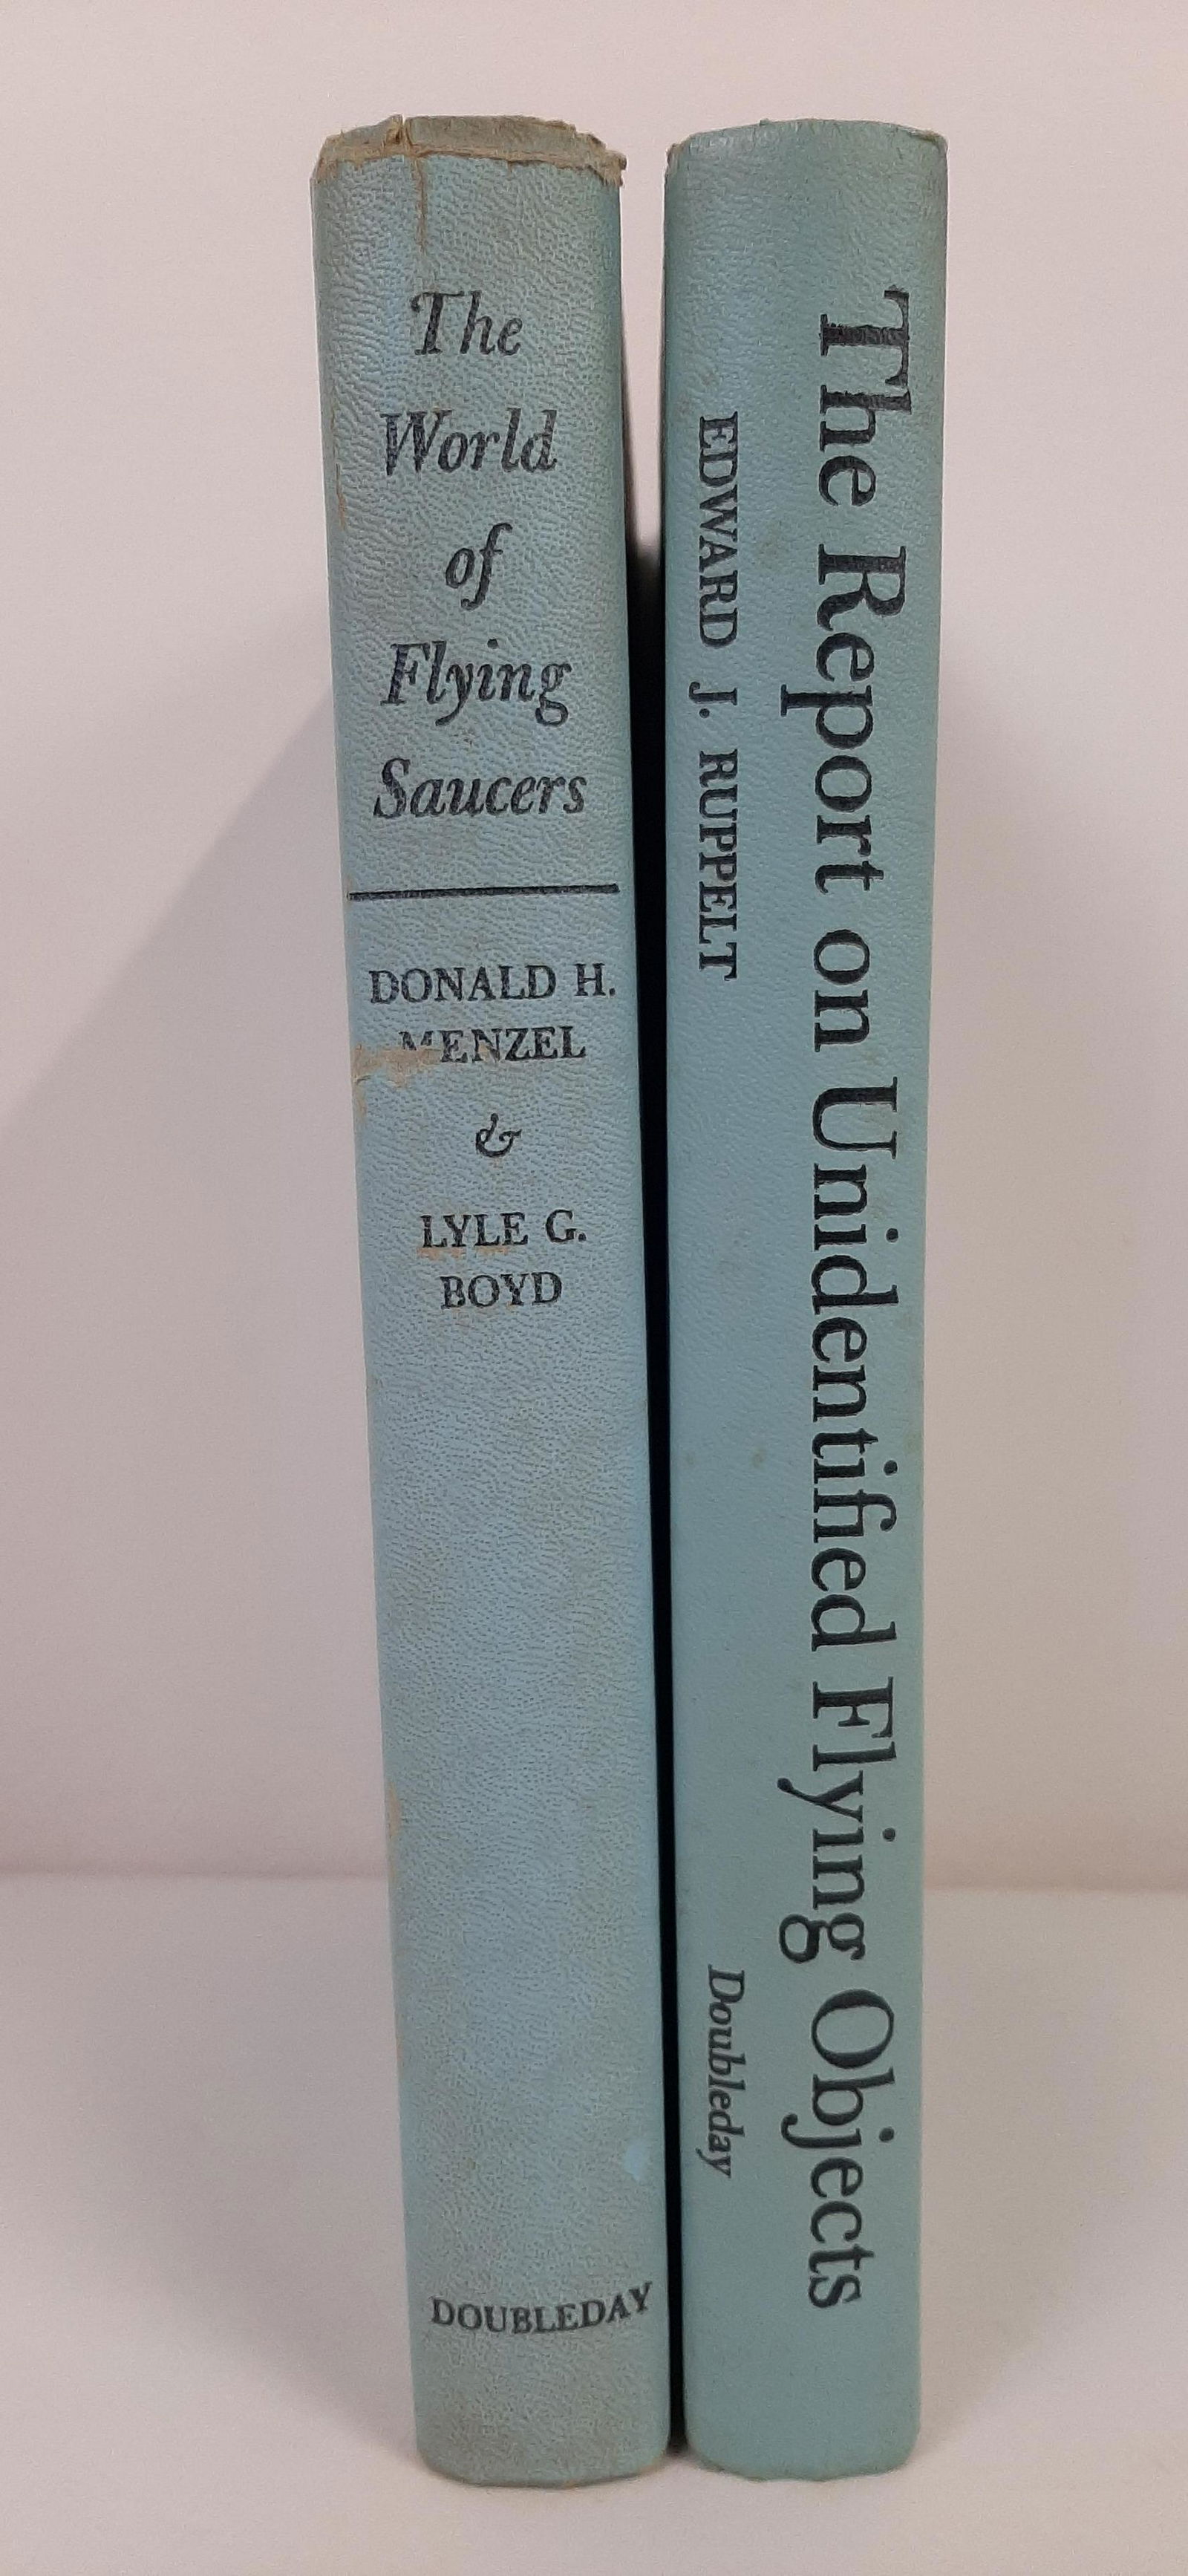 The
World
of
Flying
Saucers
DONALD H.
MENZEL
&
LYLE G.
BOYD
DOUBLEDAY
The Report on Unidentified Flying Objects
EDWARD J. RUPPELT
Doubleday